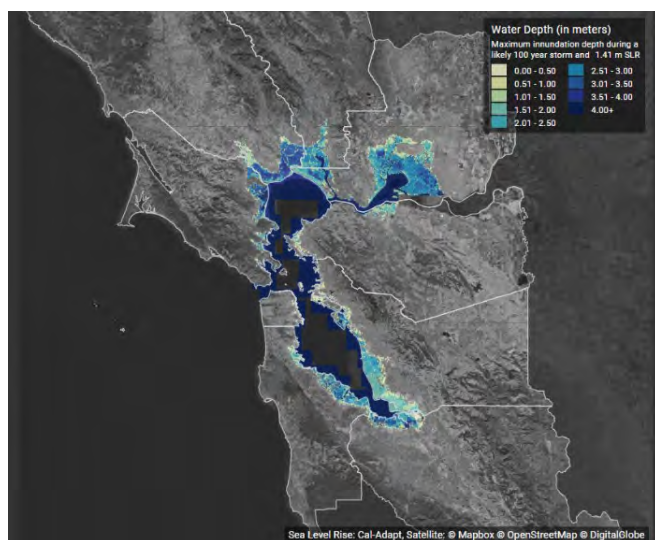 Water Depth (in meters)
Maximum innundation depth during a
likely 100 year storm and 1.41 m SLR
0.00 - 0.50
0.51 - 1.00
1.01 - 1.50
1.51 - 2.00
2.01 - 2.50
2.51 - 3.00
3.01 - 3.50
3.51 - 4.00
4.00+
Sea Level Rise: Cal-Adapt, Satellite: © Mapbox © OpenStreetMap © DigitalGlobe